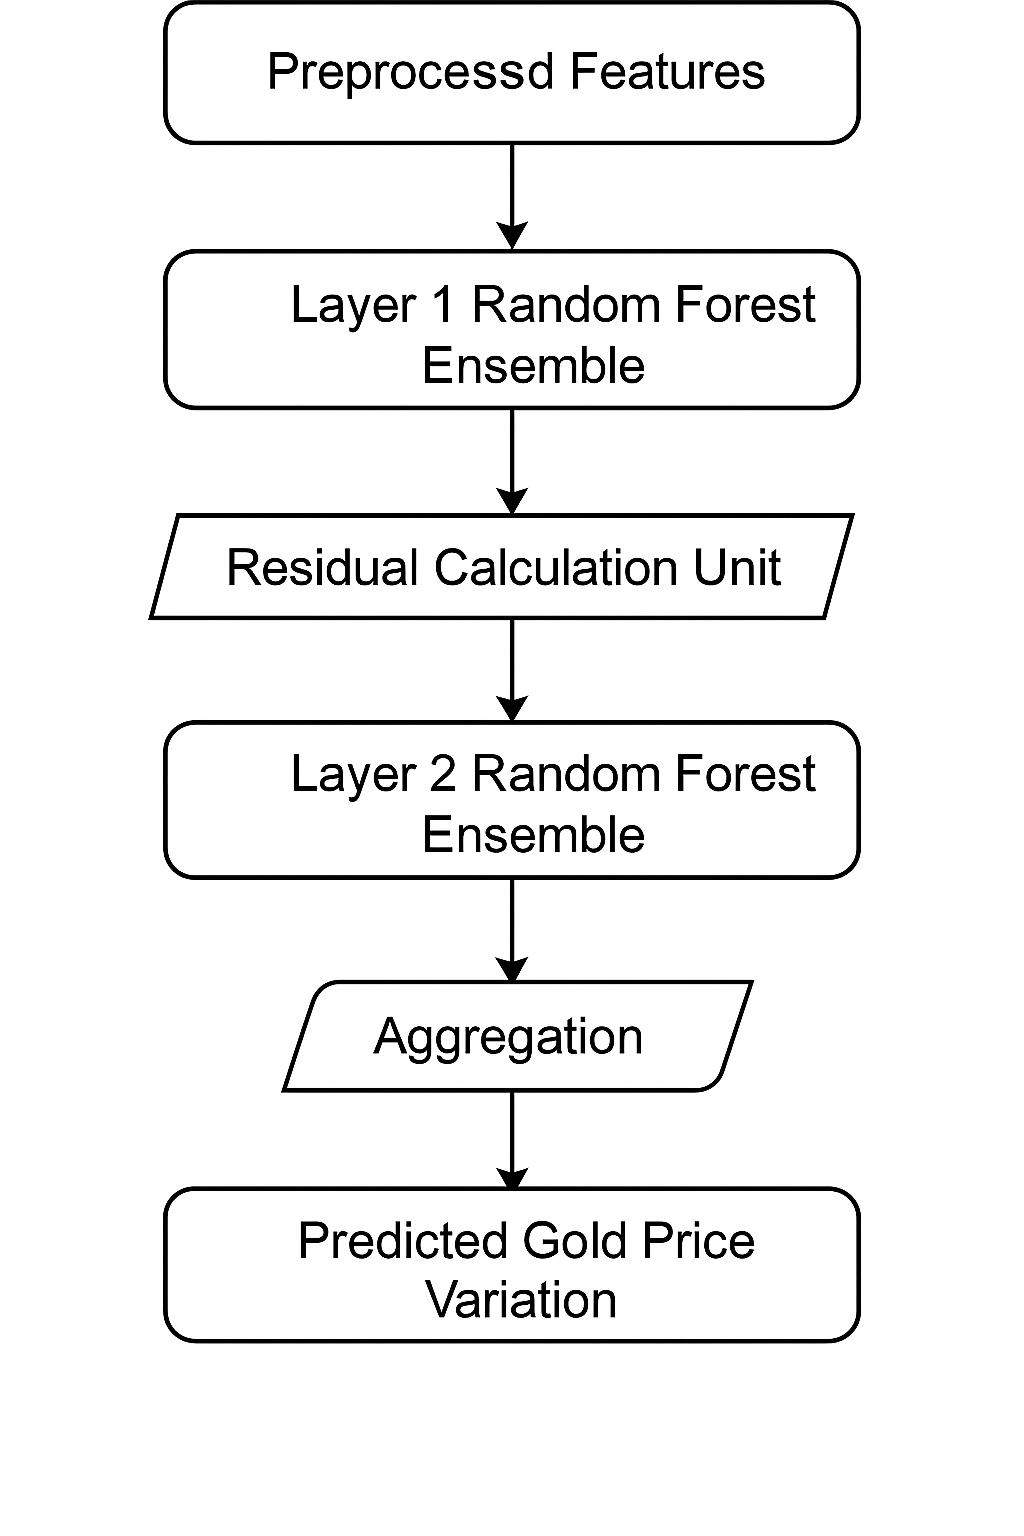 Preprocessd Features
Layer 1 Random Forest
Ensemble
Residual Calculation Unit
Layer 2 Random Forest
Ensemble
Aggregation
Predicted Gold Price
Variation